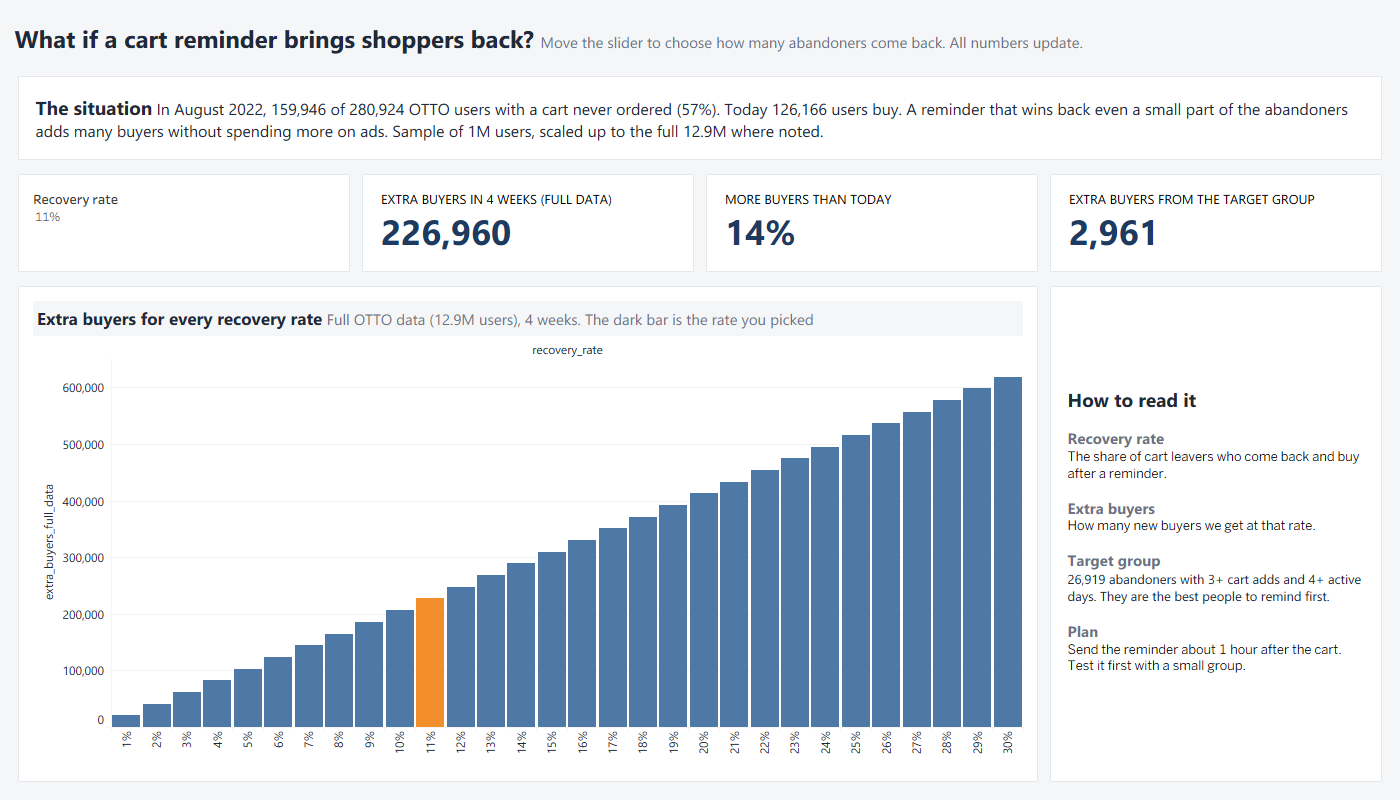 What if a cart reminder brings shoppers back? Move the slider to choose how many abandoners come back. All numbers update.
The situation In August 2022, 159,946 of 280,924 OTTO users with a cart never ordered (57%). Today 126,166 users buy. A reminder that wins back even a small part of the abandoners
adds many buyers without spending more on ads. Sample of 1M users, scaled up to the full 12.9M where noted.
Recovery rate
11%
EXTRA BUYERS IN 4 WEEKS (FULL DATA)
226,960
MORE BUYERS THAN TODAY
14%
EXTRA BUYERS FROM THE TARGET GROUP
2,961
Extra buyers for every recovery rate Full OTTO data (12.9M users), 4 weeks. The dark bar is the rate you picked
recovery_rate
extra_buyers_full_data
600,000
500,000
400,000
300,000
200,000
100,000
0
1% 2% 3% 4% 5% 6% 7% 8% 9% 10% 11% 12% 13% 14% 15% 16% 17% 18% 19% 20% 21% 22% 23% 24% 25% 26% 27% 28% 29% 30%
How to read it
Recovery rate
The share of cart leavers who come back and buy
after a reminder.
Extra buyers
How many new buyers we get at that rate.
Target group
26,919 abandoners with 3+ cart adds and 4+ active
days. They are the best people to remind first.
Plan
Send the reminder about 1 hour after the cart.
Test it first with a small group.